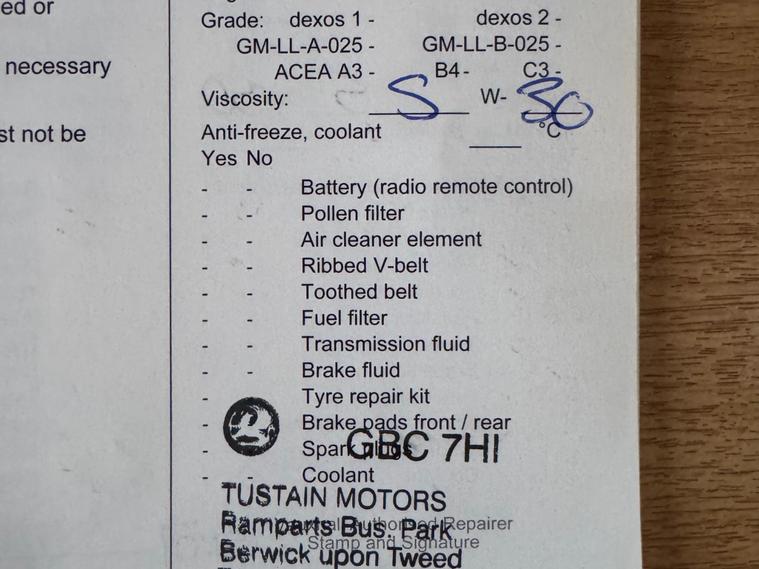 ed or
necessary
st not be
Grade: dexos 1 - dexos 2 -
GM-LL-A-025 - GM-LL-B-025 -
ACEA A3 - B4- C3-
Viscosity: 5 W- 30
Anti-freeze, coolant °C
Yes No
- - Battery (radio remote control)
- - Pollen filter
- - Air cleaner element
- - Ribbed V-belt
- - Toothed belt
- - Fuel filter
- - Transmission fluid
- - Brake fluid
- - Tyre repair kit
- - Brake pads front / rear
- - Spark plugs
GBC 7HI
- - Coolant
TUSTAIN MOTORS
Ramparts Bus. Park
Authorised Repairer
Stamp and Signature
Berwick upon Tweed